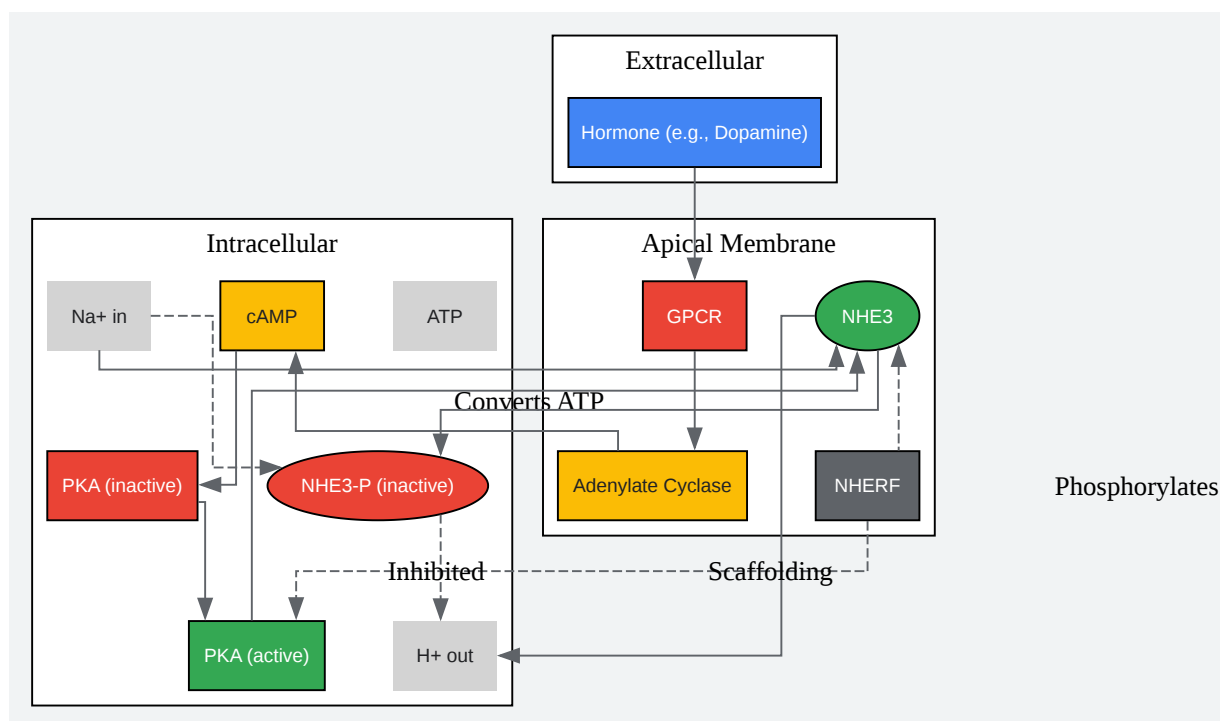 Extracellular
Hormone (e.g., Dopamine)
Intracellular
Apical Membrane
Na+ in
cAMP
ATP
GPCR
NHE3
Converts ATP
PKA (inactive)
NHE3-P (inactive)
Adenylate Cyclase
NHERF
Phosphorylates
Inhibited
Scaffolding
PKA (active)
H+ out